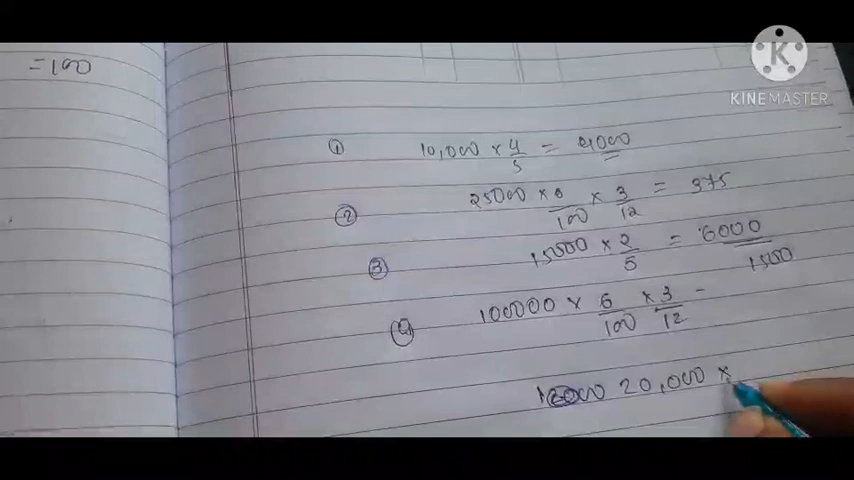 KINEMASTER
=100
① 10,000 × 4/5 = 4000
② 25000 × 6/100 × 3/12 = 375
③ 15000 × 2/5 = 6000
④ 100000 × 6/100 × 3/12 = 1500
20,000 ×